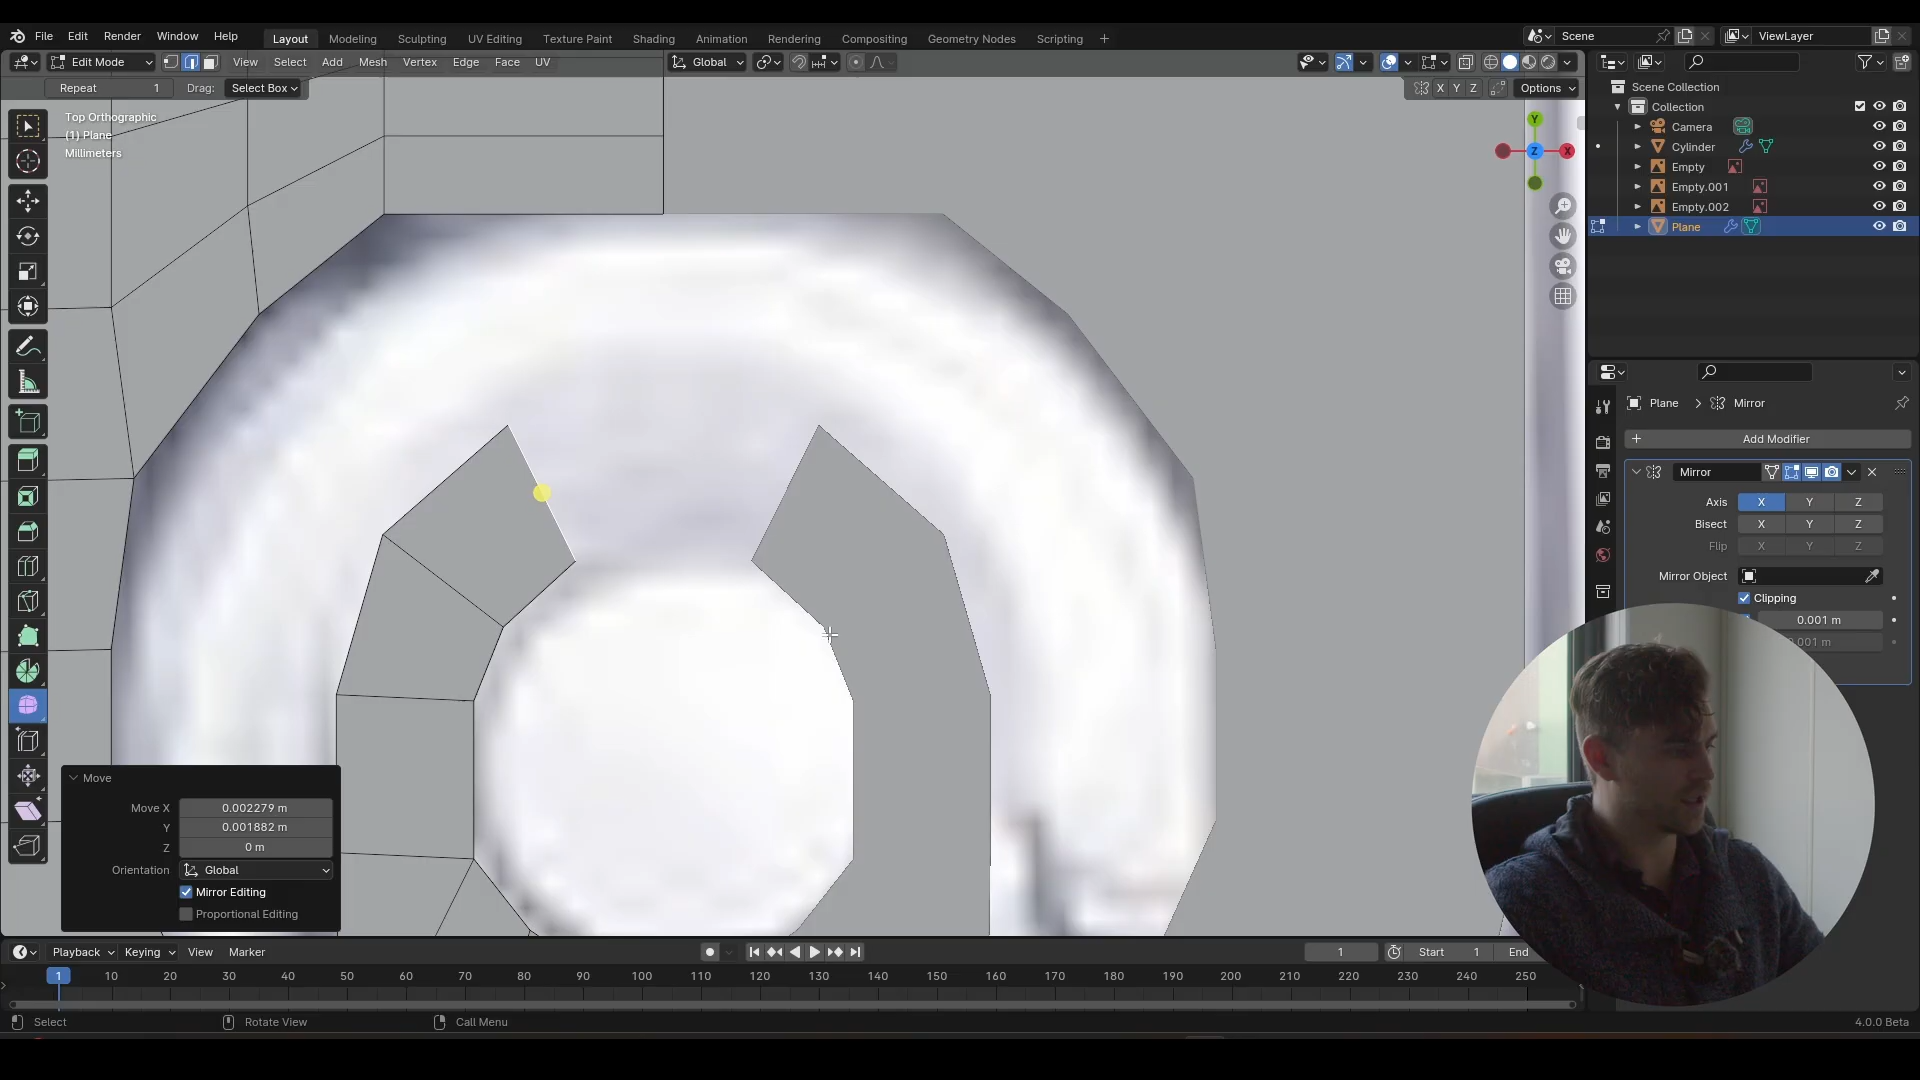 File Edit Render Window Help Layout Modeling Sculpting UV Editing Texture Paint Shading Animation Rendering Compositing Geometry Nodes Scripting + Scene ViewLayer
Edit Mode View Select Add Mesh Vertex Edge Face UV Global
Repeat 1 Drag: Select Box X Y Z Options
Top Orthographic
(1) Plane
Millimeters
Y
Z
X
Scene Collection
Collection
Camera
Cylinder
Empty
Empty.001
Empty.002
Plane
Plane > Mirror
+ Add Modifier
Mirror
Axis X Y Z
Bisect X Y Z
Flip X Y Z
Mirror Object
Clipping
0.001 m
.001 m
Move
Move X 0.002279 m
Y 0.001882 m
Z 0 m
Orientation Global
Mirror Editing
Proportional Editing
Playback Keying View Marker 1 Start 1 End
1 10 20 30 40 50 60 70 80 90 100 110 120 130 140 150 160 170 180 190 200 210 220 230 240 250
Select Rotate View Call Menu 4.0.0 Beta